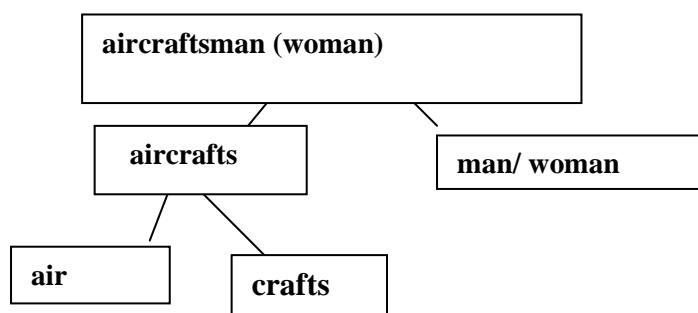 aircraftsman (woman)
aircrafts
man/ woman
air
crafts